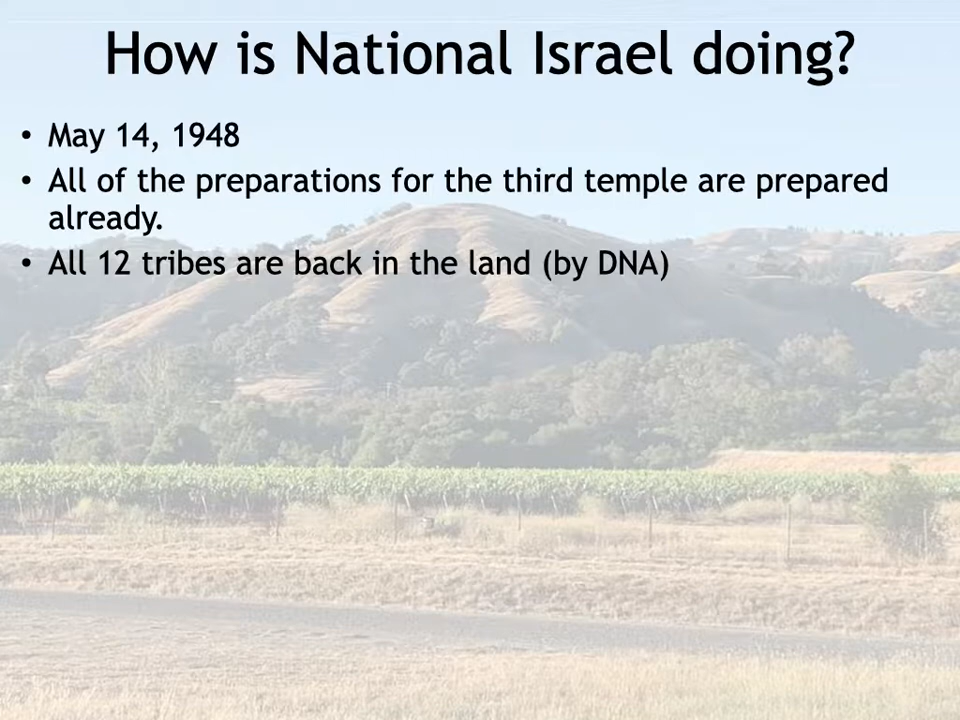 How is National Israel doing?
• May 14, 1948
• All of the preparations for the third temple are prepared
already.
• All 12 tribes are back in the land (by DNA)